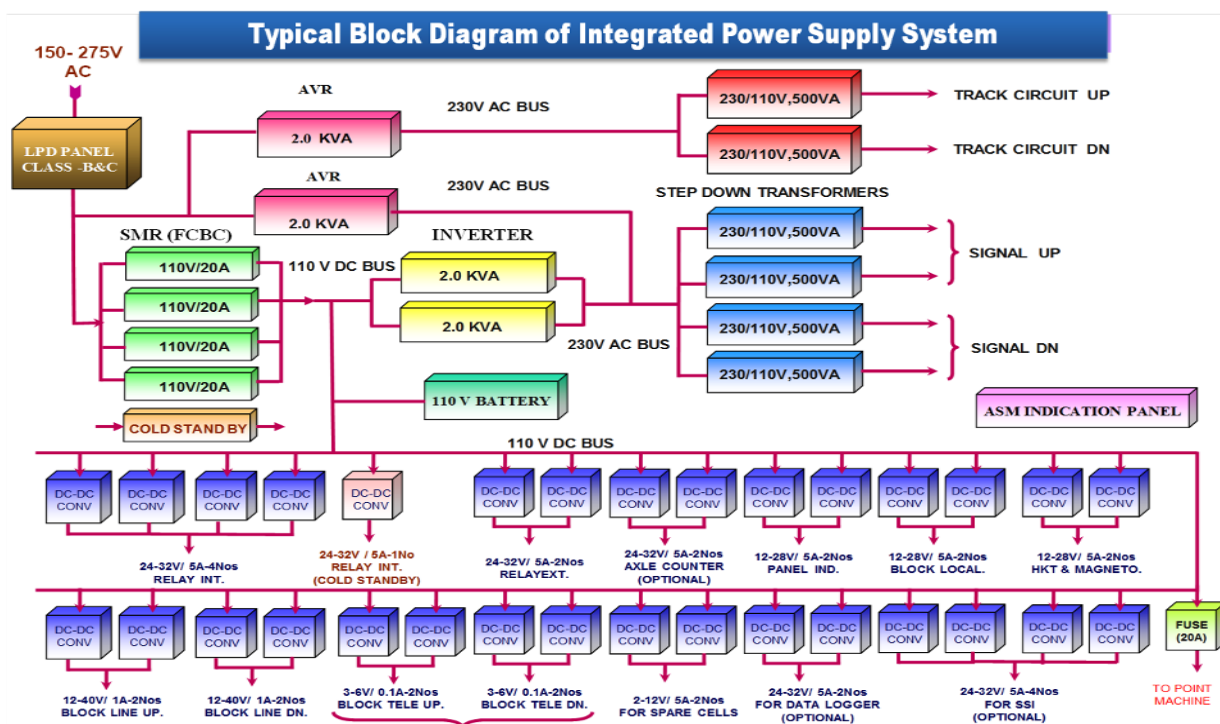 Typical Block Diagram of Integrated Power Supply System
150- 275V
AC
LPD PANEL
CLASS -B&C
AVR
2.0 KVA
230V AC BUS
230/110V,500VA
TRACK CIRCUIT UP
230/110V,500VA
TRACK CIRCUIT DN
AVR
2.0 KVA
230V AC BUS
STEP DOWN TRANSFORMERS
SMR (FCBC)
110V/20A
110V/20A
110V/20A
110V/20A
COLD STAND BY
110 V DC BUS
INVERTER
2.0 KVA
2.0 KVA
230V AC BUS
230/110V,500VA
230/110V,500VA
SIGNAL UP
230/110V,500VA
230/110V,500VA
SIGNAL DN
110 V BATTERY
ASM INDICATION PANEL
110 V DC BUS
DC-DC
CONV
DC-DC
CONV
DC-DC
CONV
DC-DC
CONV
24-32V/ 5A-4Nos
RELAY INT.
DC-DC
CONV
24-32V / 5A-1No
RELAY INT.
(COLD STANDBY)
DC-DC
CONV
DC-DC
CONV
24-32V/ 5A-2Nos
RELAYEXT.
DC-DC
CONV
DC-DC
CONV
24-32V/ 5A-2Nos
AXLE COUNTER
(OPTIONAL)
DC-DC
CONV
DC-DC
CONV
12-28V/ 5A-2Nos
PANEL IND.
DC-DC
CONV
DC-DC
CONV
12-28V/ 5A-2Nos
BLOCK LOCAL.
DC-DC
CONV
DC-DC
CONV
12-28V/ 5A-2Nos
HKT & MAGNETO.
DC-DC
CONV
DC-DC
CONV
12-40V/ 1A-2Nos
BLOCK LINE UP.
DC-DC
CONV
DC-DC
CONV
12-40V/ 1A-2Nos
BLOCK LINE DN.
DC-DC
CONV
DC-DC
CONV
3-6V/ 0.1A-2Nos
BLOCK TELE UP.
DC-DC
CONV
DC-DC
CONV
3-6V/ 0.1A-2Nos
BLOCK TELE DN.
DC-DC
CONV
DC-DC
CONV
2-12V/ 5A-2Nos
FOR SPARE CELLS
DC-DC
CONV
DC-DC
CONV
24-32V/ 5A-2Nos
FOR DATA LOGGER
(OPTIONAL)
DC-DC
CONV
DC-DC
CONV
DC-DC
CONV
DC-DC
CONV
24-32V/ 5A-4Nos
FOR SSI
(OPTIONAL)
FUSE
(20A)
TO POINT
MACHINE